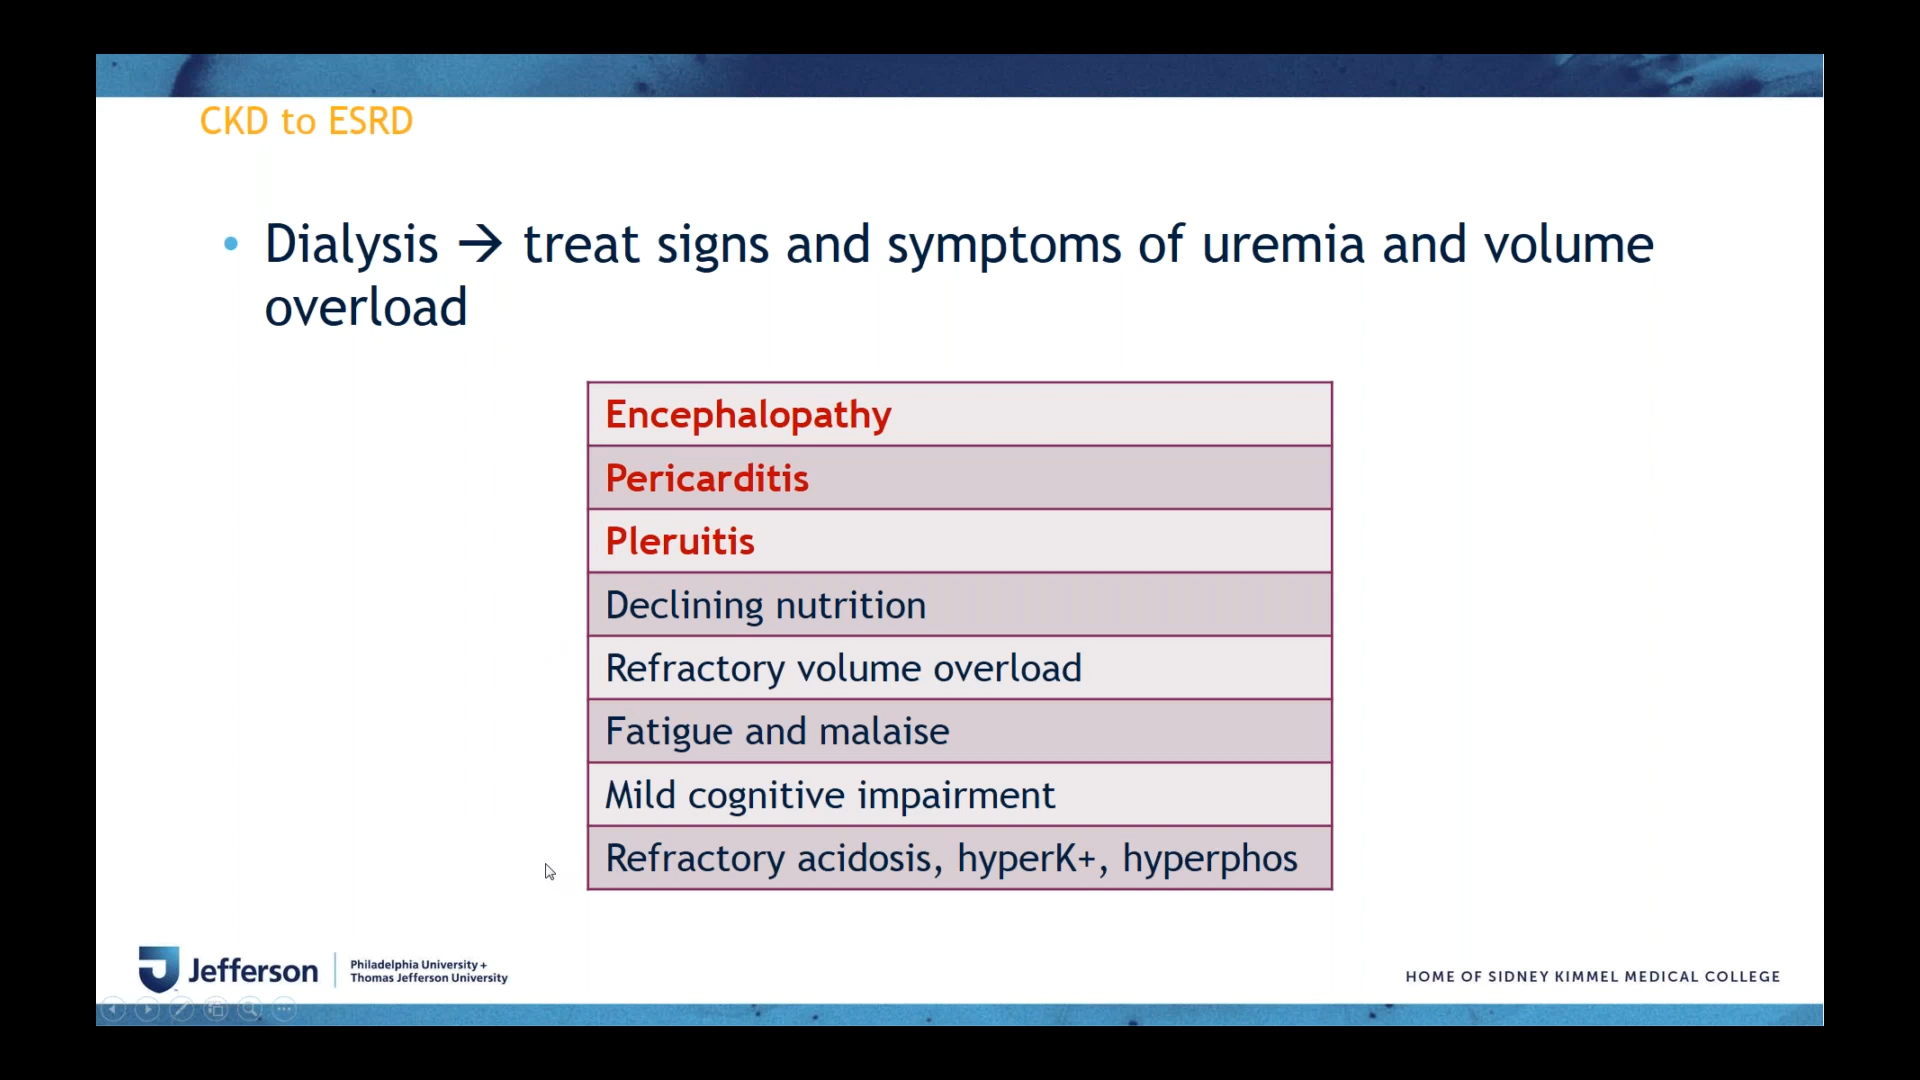 CKD to ESRD
• Dialysis → treat signs and symptoms of uremia and volume
overload
Encephalopathy
Pericarditis
Pleruitis
Declining nutrition
Refractory volume overload
Fatigue and malaise
Mild cognitive impairment
Refractory acidosis, hyperK+, hyperphos
Jefferson
Philadelphia University +
Thomas Jefferson University
HOME OF SIDNEY KIMMEL MEDICAL COLLEGE